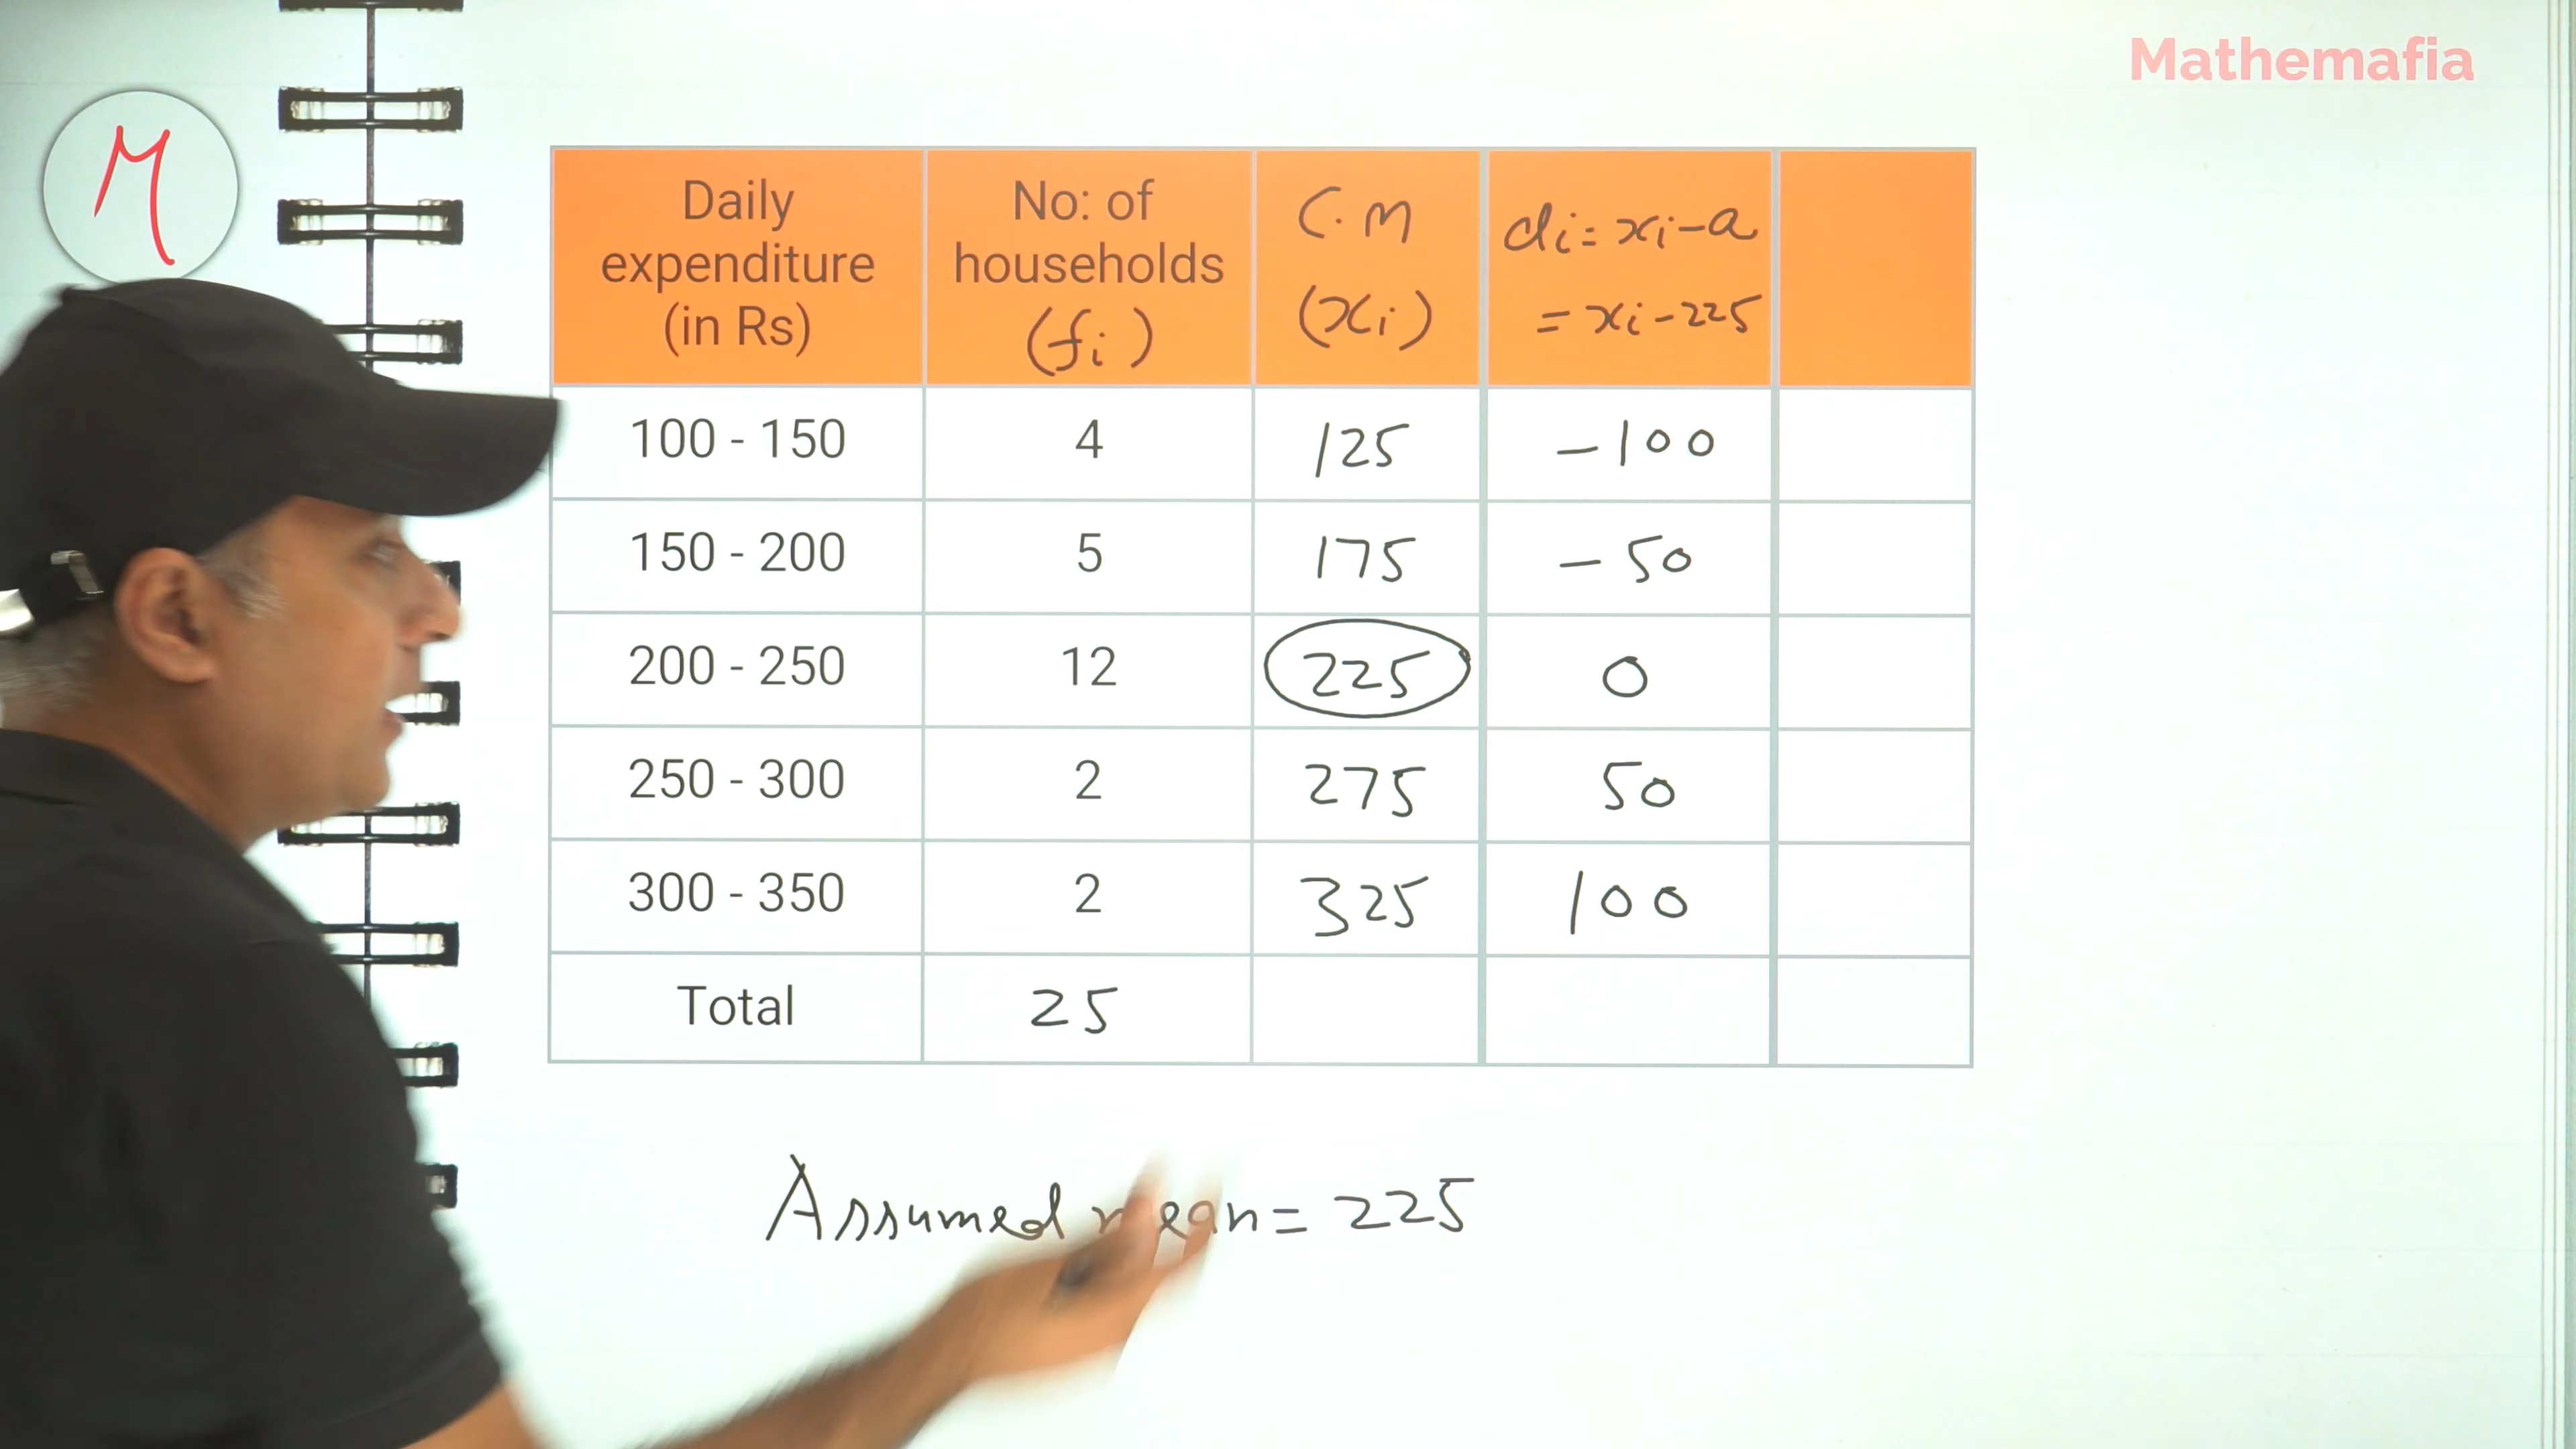 Mathemafia
M
Daily expenditure (in Rs)
No: of households (fi)
C.M (xi)
di = xi - a
= xi - 225
100 - 150 4 125 -100
150 - 200 5 175 -50
200 - 250 12 225 0
250 - 300 2 275 50
300 - 350 2 325 100
Total 25
Assumed mean = 225